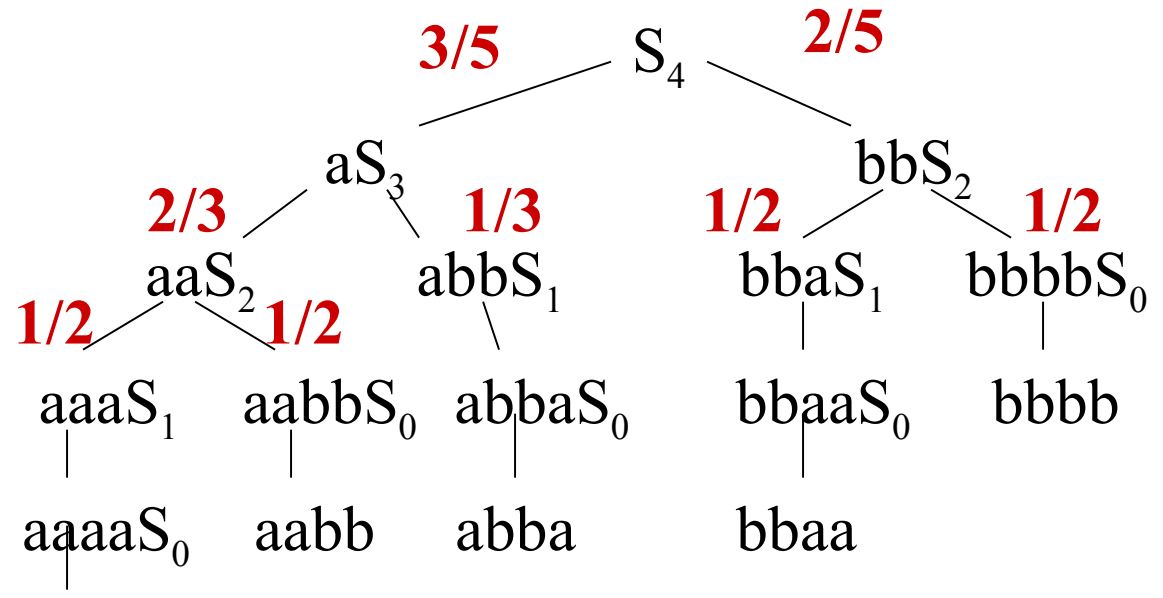 3/5 S₄ 2/5
aS₃ bbS₂
2/3 1/3 1/2 1/2
aaS₂ abbS₁ bbaS₁ bbbbS₀
1/2 1/2
aaaS₁ aabbS₀ abbaS₀ bbaaS₀ bbbb
aaaaS₀ aabb abba bbaa